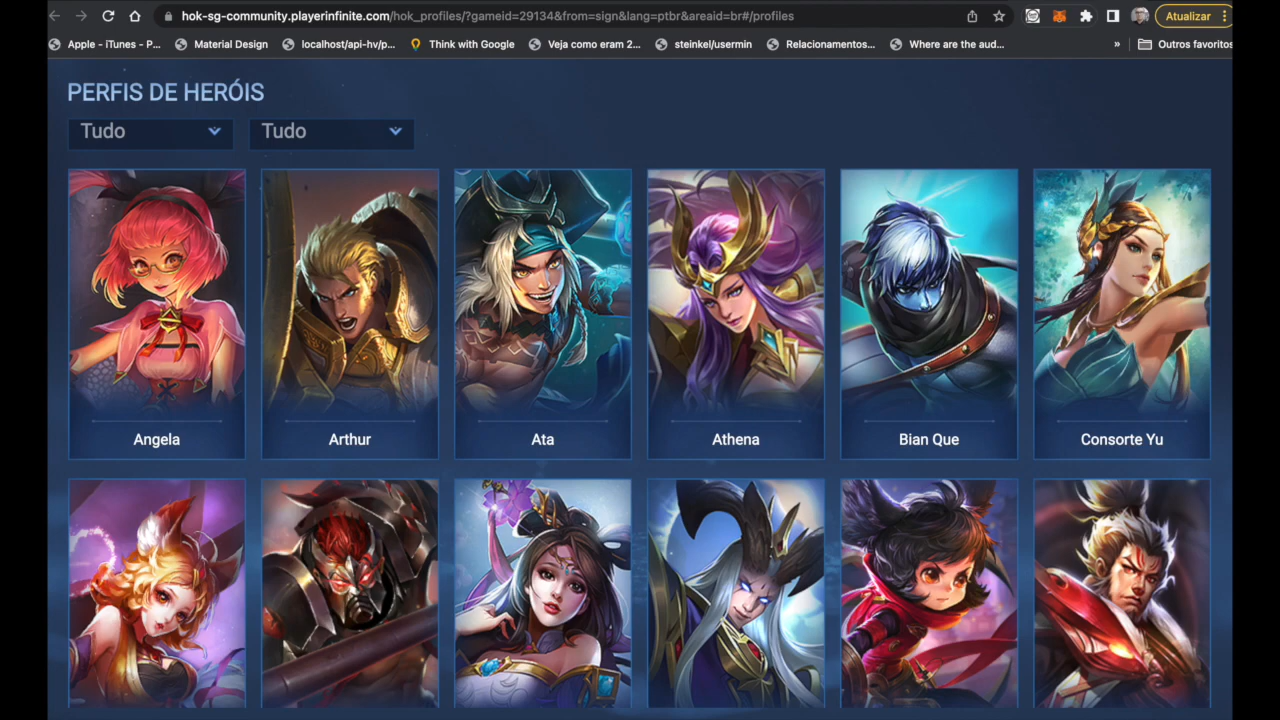 hok-sg-community.playerinfinite.com/hok_profiles/?gameid=29134&from=sign&lang=ptbr&areaid=br#/profiles
Atualizar
Apple - iTunes - P... Material Design localhost/api-hv/p... Think with Google Veja como eram 2... steinkel/usermin Relacionamentos... Where are the aud... » Outros favoritos
PERFIS DE HERÓIS
Tudo Tudo
Angela Arthur Ata Athena Bian Que Consorte Yu